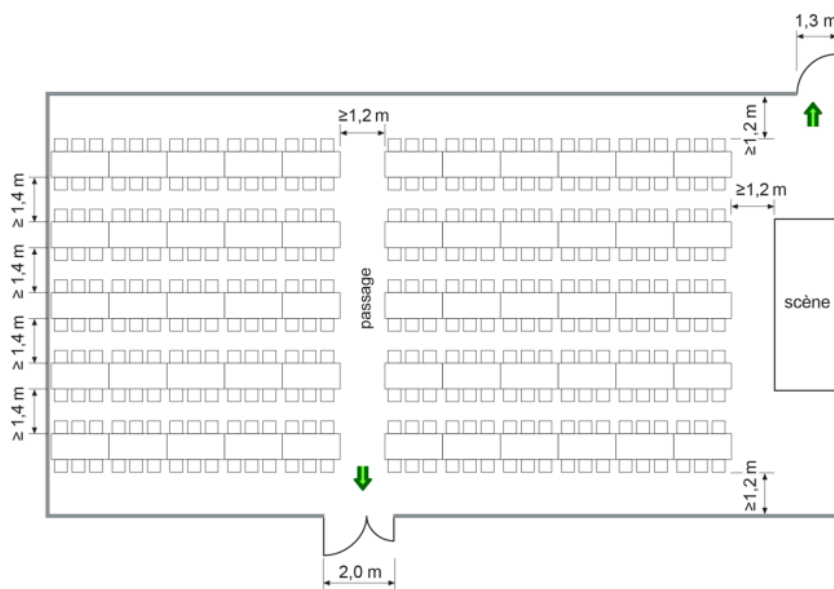 1,3 m
≥1,2 m
≥1,2 m
≥ 1,4 m
≥1,2 m
≥ 1,4 m
passage
scène
≥ 1,4 m
≥ 1,4 m
≥1,2 m
2,0 m